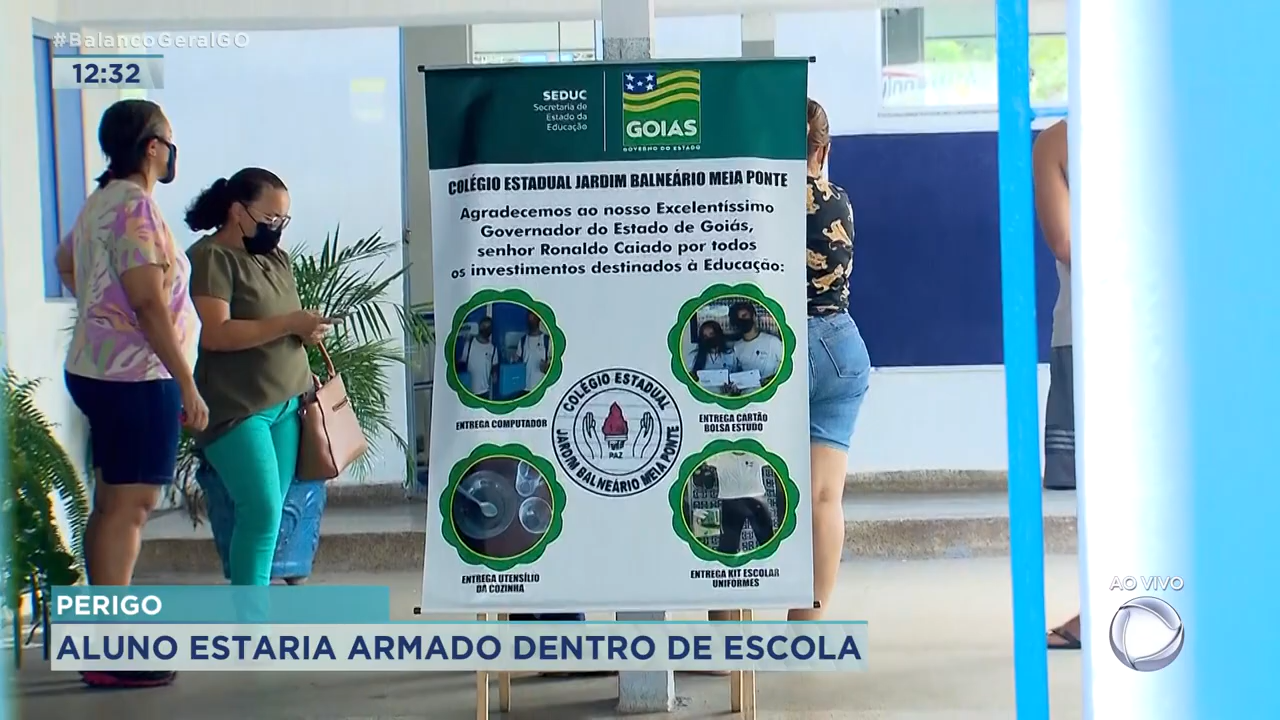 #BalançoGeralGO
12:32
SEDUC
Secretaria de
Estado da
Educação
GOIÁS
GOVERNO DO ESTADO
COLÉGIO ESTADUAL JARDIM BALNEÁRIO MEIA PONTE
Agradecemos ao nosso Excelentíssimo
Governador do Estado de Goiás,
senhor Ronaldo Caiado por todos
os investimentos destinados à Educação:
ENTREGA COMPUTADOR
ENTREGA CARTÃO
BOLSA ESTUDO
COLÉGIO ESTADUAL
PAZ
JARDIM BALNEÁRIO MEIA PONTE
ENTREGA UTENSÍLIO
DA COZINHA
ENTREGA KIT ESCOLAR
UNIFORMES
AO VIVO
PERIGO
ALUNO ESTARIA ARMADO DENTRO DE ESCOLA